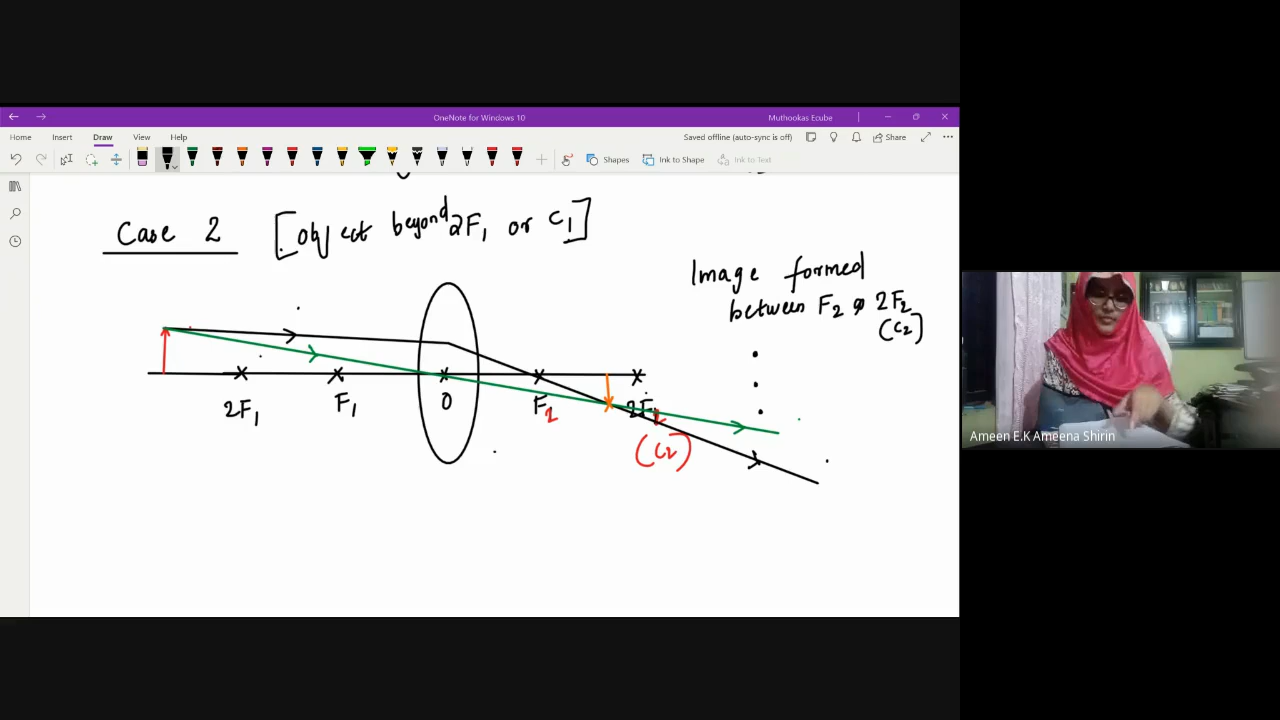 OneNote for Windows 10
Muthookas Ecube
Home Insert Draw View Help
Saved offline (auto-sync is off) Share
Shapes Ink to Shape Ink to Text
Case 2 [object beyond 2F₁ or C₁]
Image formed
between F₂ & 2F₂
(C₂)
2F₁ F₁ O F₂ 2F₂
(C₂)
Ameen E.K Ameena Shirin